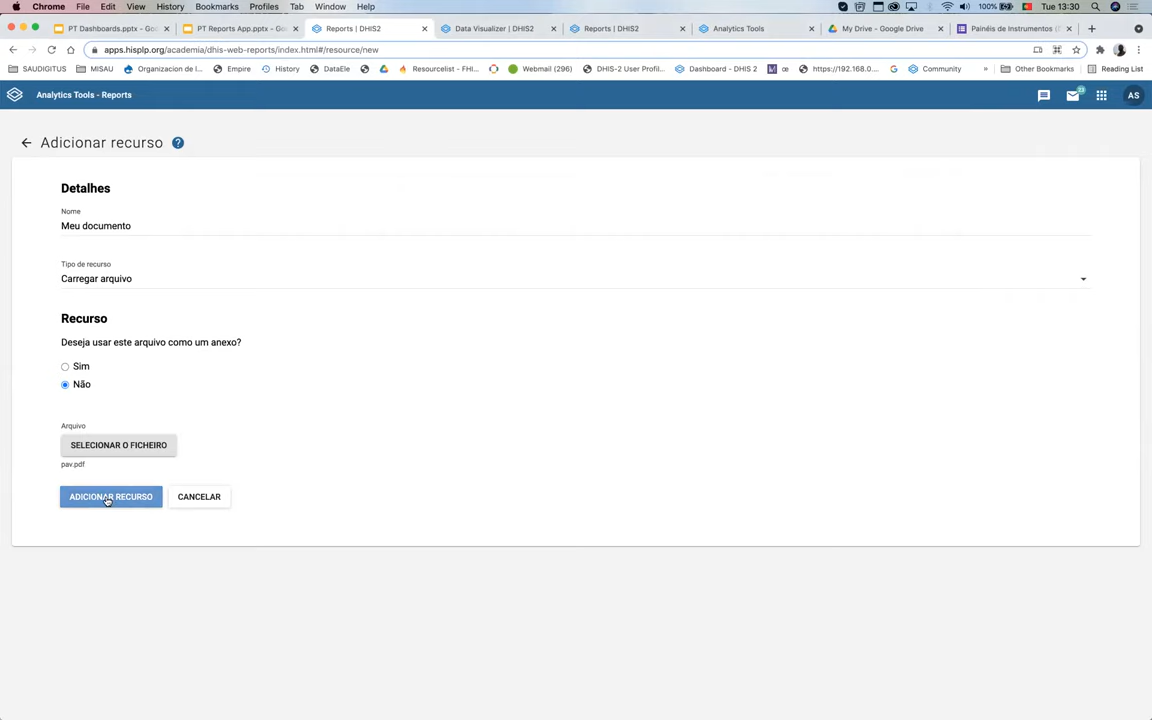 Chrome File Edit View History Bookmarks Profiles Tab Window Help 100% Tue 13:30
PT Dashboards.pptx - Goo PT Reports App.pptx - Goo Reports | DHIS2 Data Visualizer | DHIS2 Reports | DHIS2 Analytics Tools My Drive - Google Drive Painéis de Instrumentos (
apps.hisplp.org/academia/dhis-web-reports/index.html#/resource/new
SAUDIGITUS MISAU Organizacion de I... Empire History DataEle Resourcelist - FHI... Webmail (296) DHIS-2 User Profil... Dashboard - DHIS 2 https://192.168.0.... Community » Other Bookmarks Reading List
Analytics Tools - Reports 23 AS
Adicionar recurso ?
Detalhes
Nome
Meu documento
Tipo de recurso
Carregar arquivo
Recurso
Deseja usar este arquivo como um anexo?
Sim
Não
Arquivo
SELECIONAR O FICHEIRO
pav.pdf
ADICIONAR RECURSO CANCELAR